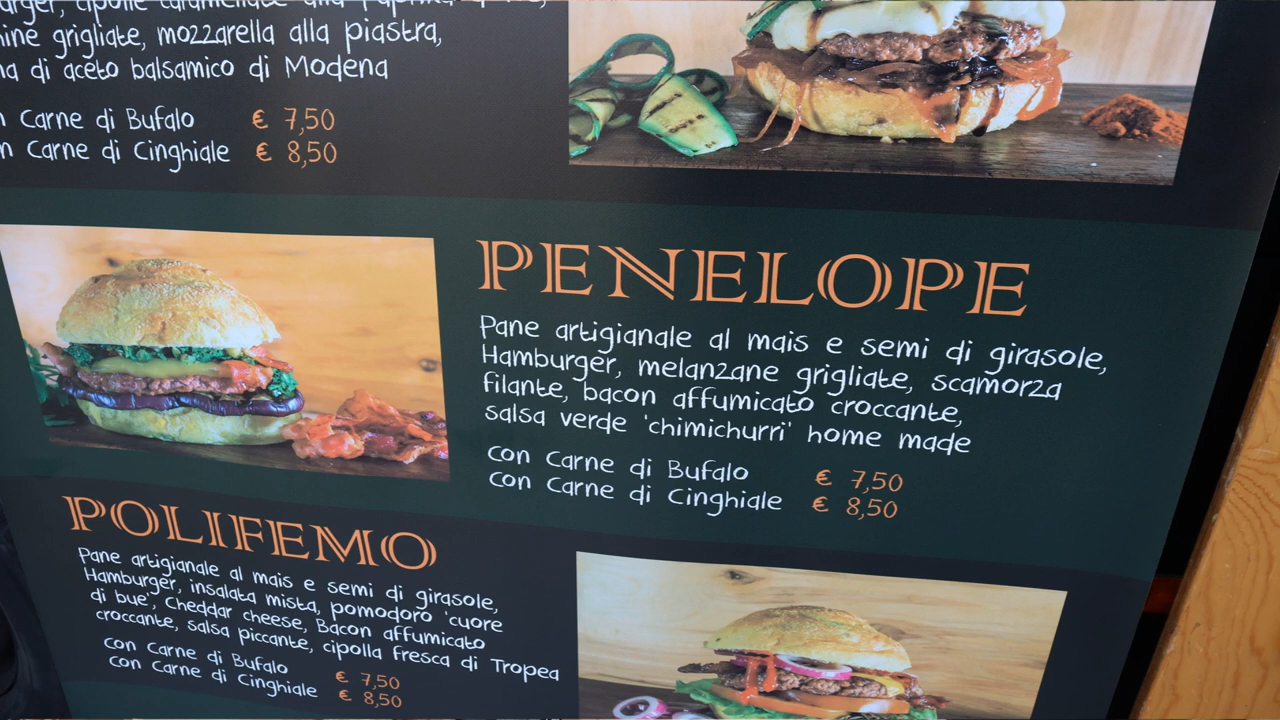 cipolle caramellate alla paprika
grigliate, mozzarella alla piastra,
di aceto balsamico di Modena
Carne di Bufalo € 7,50
Carne di Cinghiale € 8,50
PENELOPE
Pane artigianale al mais e semi di girasole,
Hamburger, melanzane grigliate, scamorza
filante, bacon affumicato croccante,
salsa verde 'chimichurri' home made
con Carne di Bufalo € 7,50
con Carne di Cinghiale € 8,50
POLIFEMO
Pane artigianale al mais e semi di girasole,
Hamburger, insalata mista, pomodoro 'cuore
di bue', Cheddar cheese, Bacon affumicato
croccante, salsa piccante, cipolla fresca di Tropea
con Carne di Bufalo € 7,50
con Carne di Cinghiale € 8,50